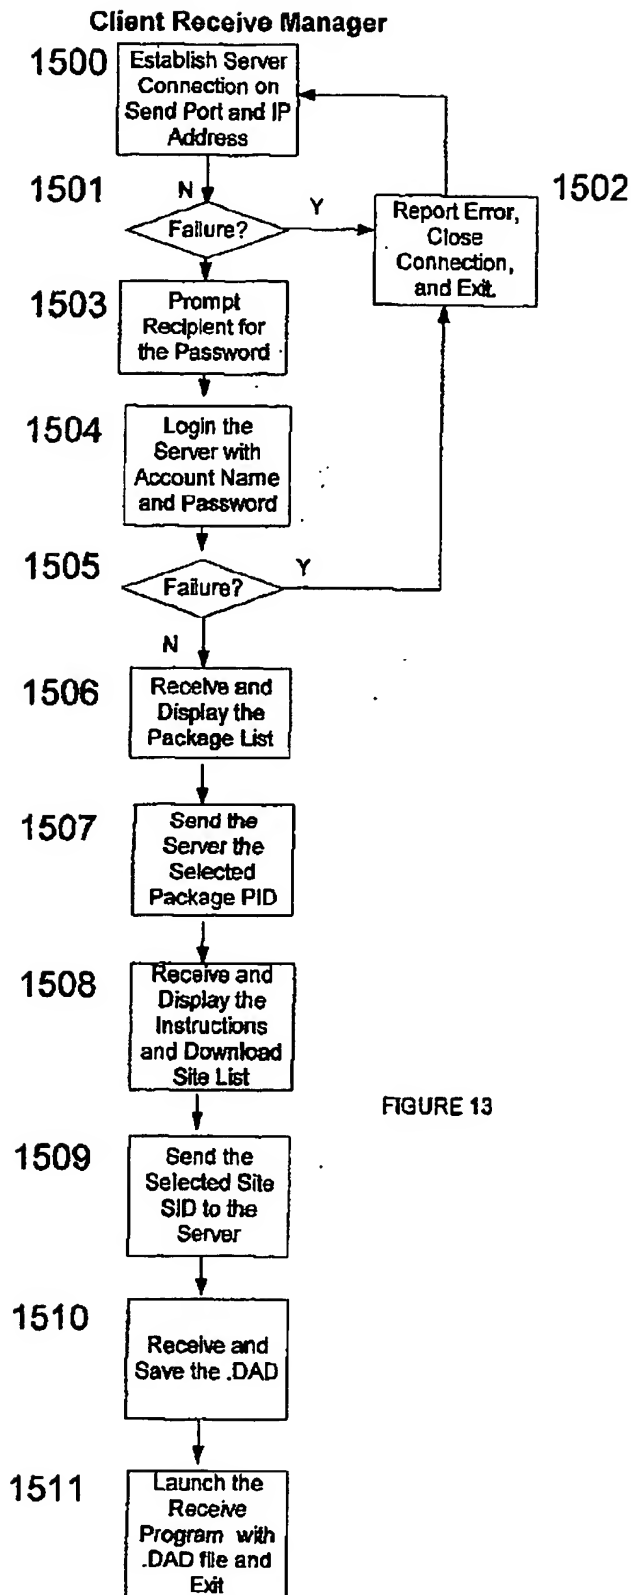 Client Receive Manager
1500
Establish Server
Connection on
Send Port and IP
Address
1501
N
Failure?
Y
1502
Report Error,
Close
Connection,
and Exit.
1503
Prompt
Recipient for
the Password
1504
Login the
Server with
Account Name
and Password
1505
Failure?
Y
N
1506
Receive and
Display the
Package List
1507
Send the
Server the
Selected
Package PID
1508
Receive and
Display the
Instructions
and Download
Site List
FIGURE 13
1509
Send the
Selected Site
SID to the
Server
1510
Receive and
Save the .DAD
1511
Launch the
Receive
Program with
.DAD file and
Exit